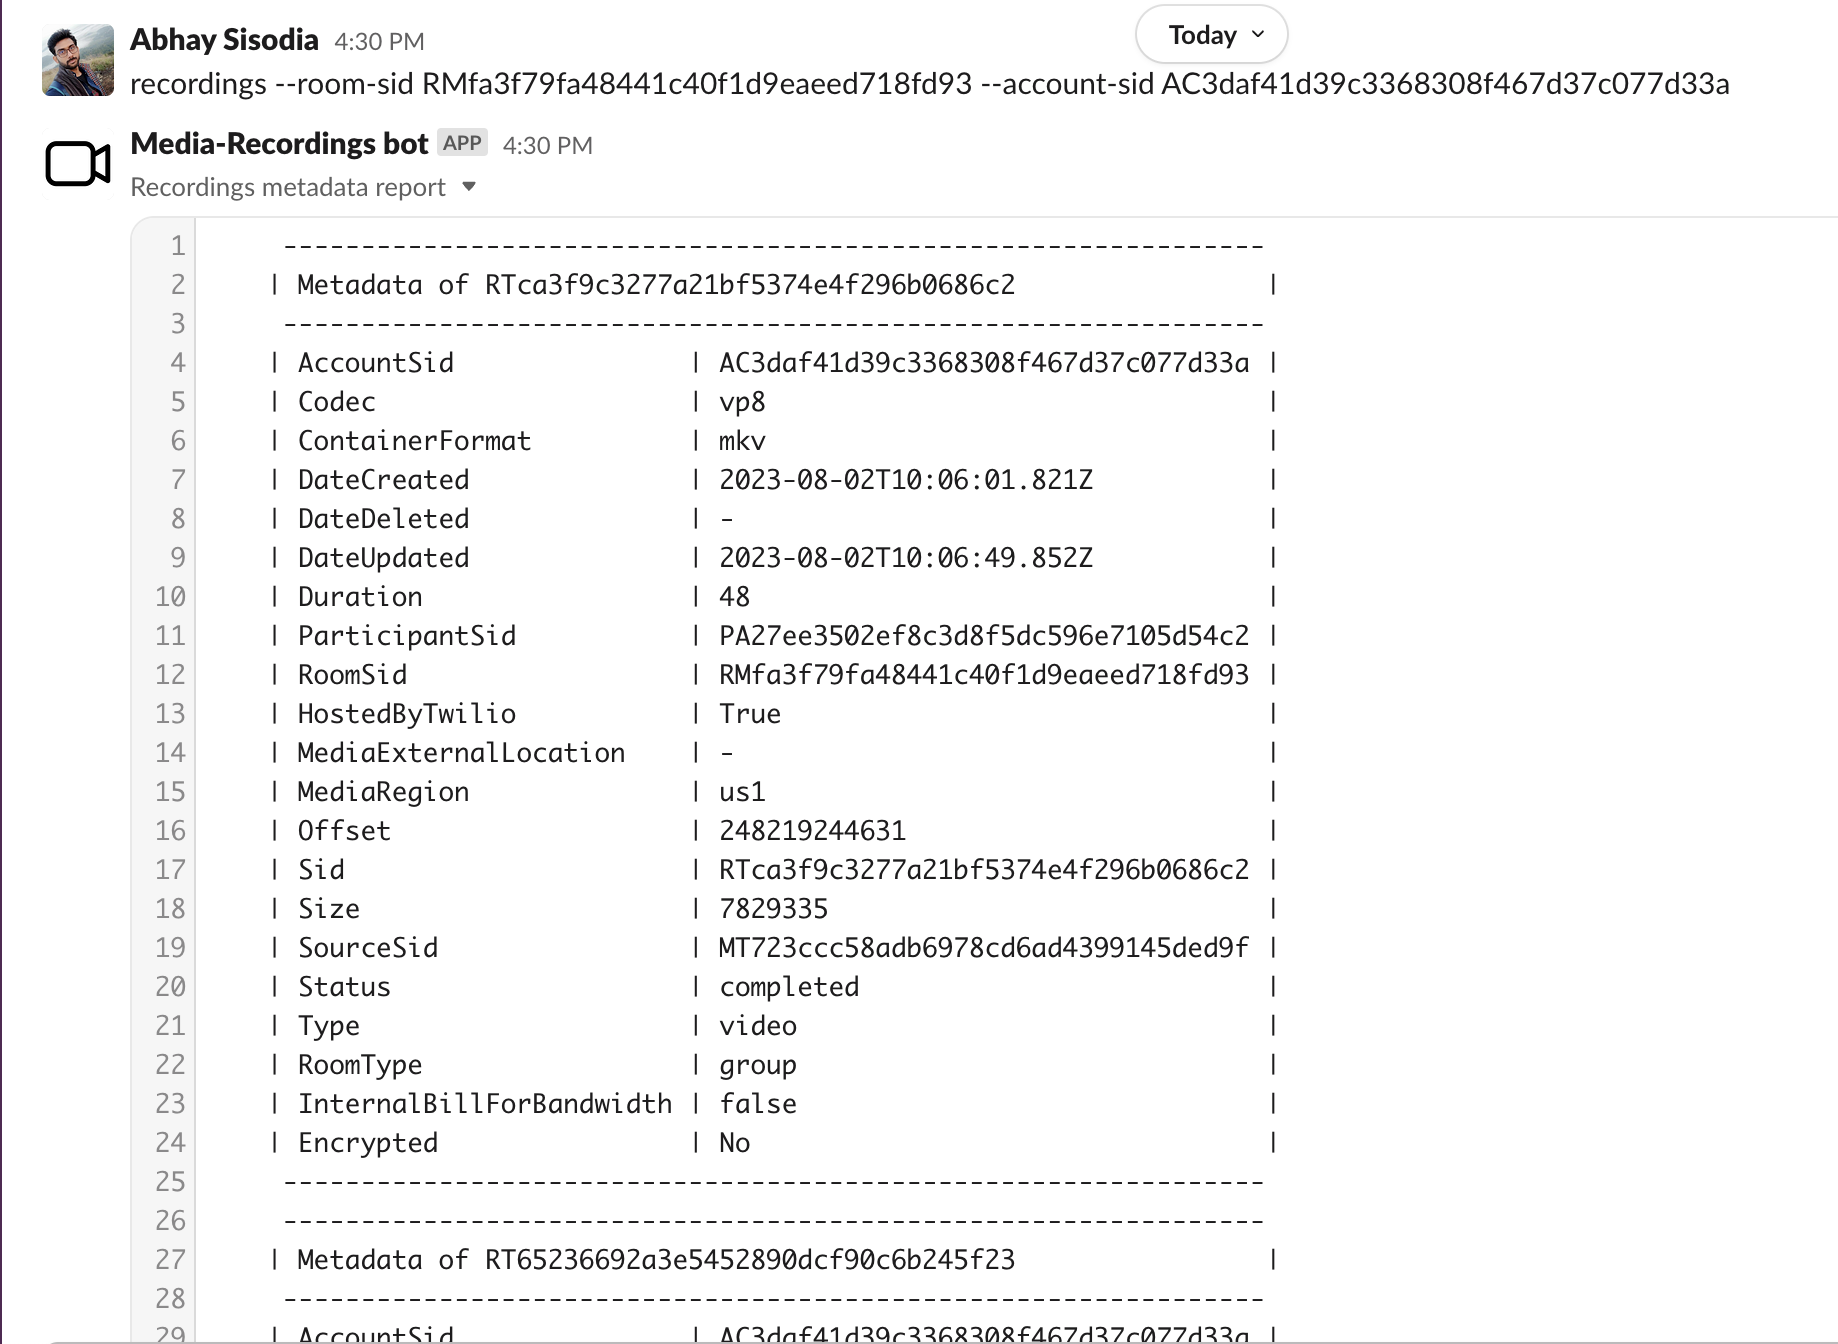 Abhay Sisodia 4:30 PM
Today
recordings --room-sid RMfa3f79fa48441c40f1d9eaeed718fd93 --account-sid AC3daf41d39c3368308f467d37c077d33a
Media-Recordings bot APP 4:30 PM
Recordings metadata report
1 ---------------------------------------------------------------
2 | Metadata of RTca3f9c3277a21bf5374e4f296b0686c2 |
3 ---------------------------------------------------------------
4 | AccountSid | AC3daf41d39c3368308f467d37c077d33a |
5 | Codec | vp8 |
6 | ContainerFormat | mkv |
7 | DateCreated | 2023-08-02T10:06:01.821Z |
8 | DateDeleted | - |
9 | DateUpdated | 2023-08-02T10:06:49.852Z |
10 | Duration | 48 |
11 | ParticipantSid | PA27ee3502ef8c3d8f5dc596e7105d54c2 |
12 | RoomSid | RMfa3f79fa48441c40f1d9eaeed718fd93 |
13 | HostedByTwilio | True |
14 | MediaExternalLocation | - |
15 | MediaRegion | us1 |
16 | Offset | 248219244631 |
17 | Sid | RTca3f9c3277a21bf5374e4f296b0686c2 |
18 | Size | 7829335 |
19 | SourceSid | MT723ccc58adb6978cd6ad4399145ded9f |
20 | Status | completed |
21 | Type | video |
22 | RoomType | group |
23 | InternalBillForBandwidth | false |
24 | Encrypted | No |
25 ---------------------------------------------------------------
26 ---------------------------------------------------------------
27 | Metadata of RT65236692a3e5452890dcf90c6b245f23 |
28 ---------------------------------------------------------------
29 | AccountSid | AC3daf41d39c3368308f467d37c077d33a |